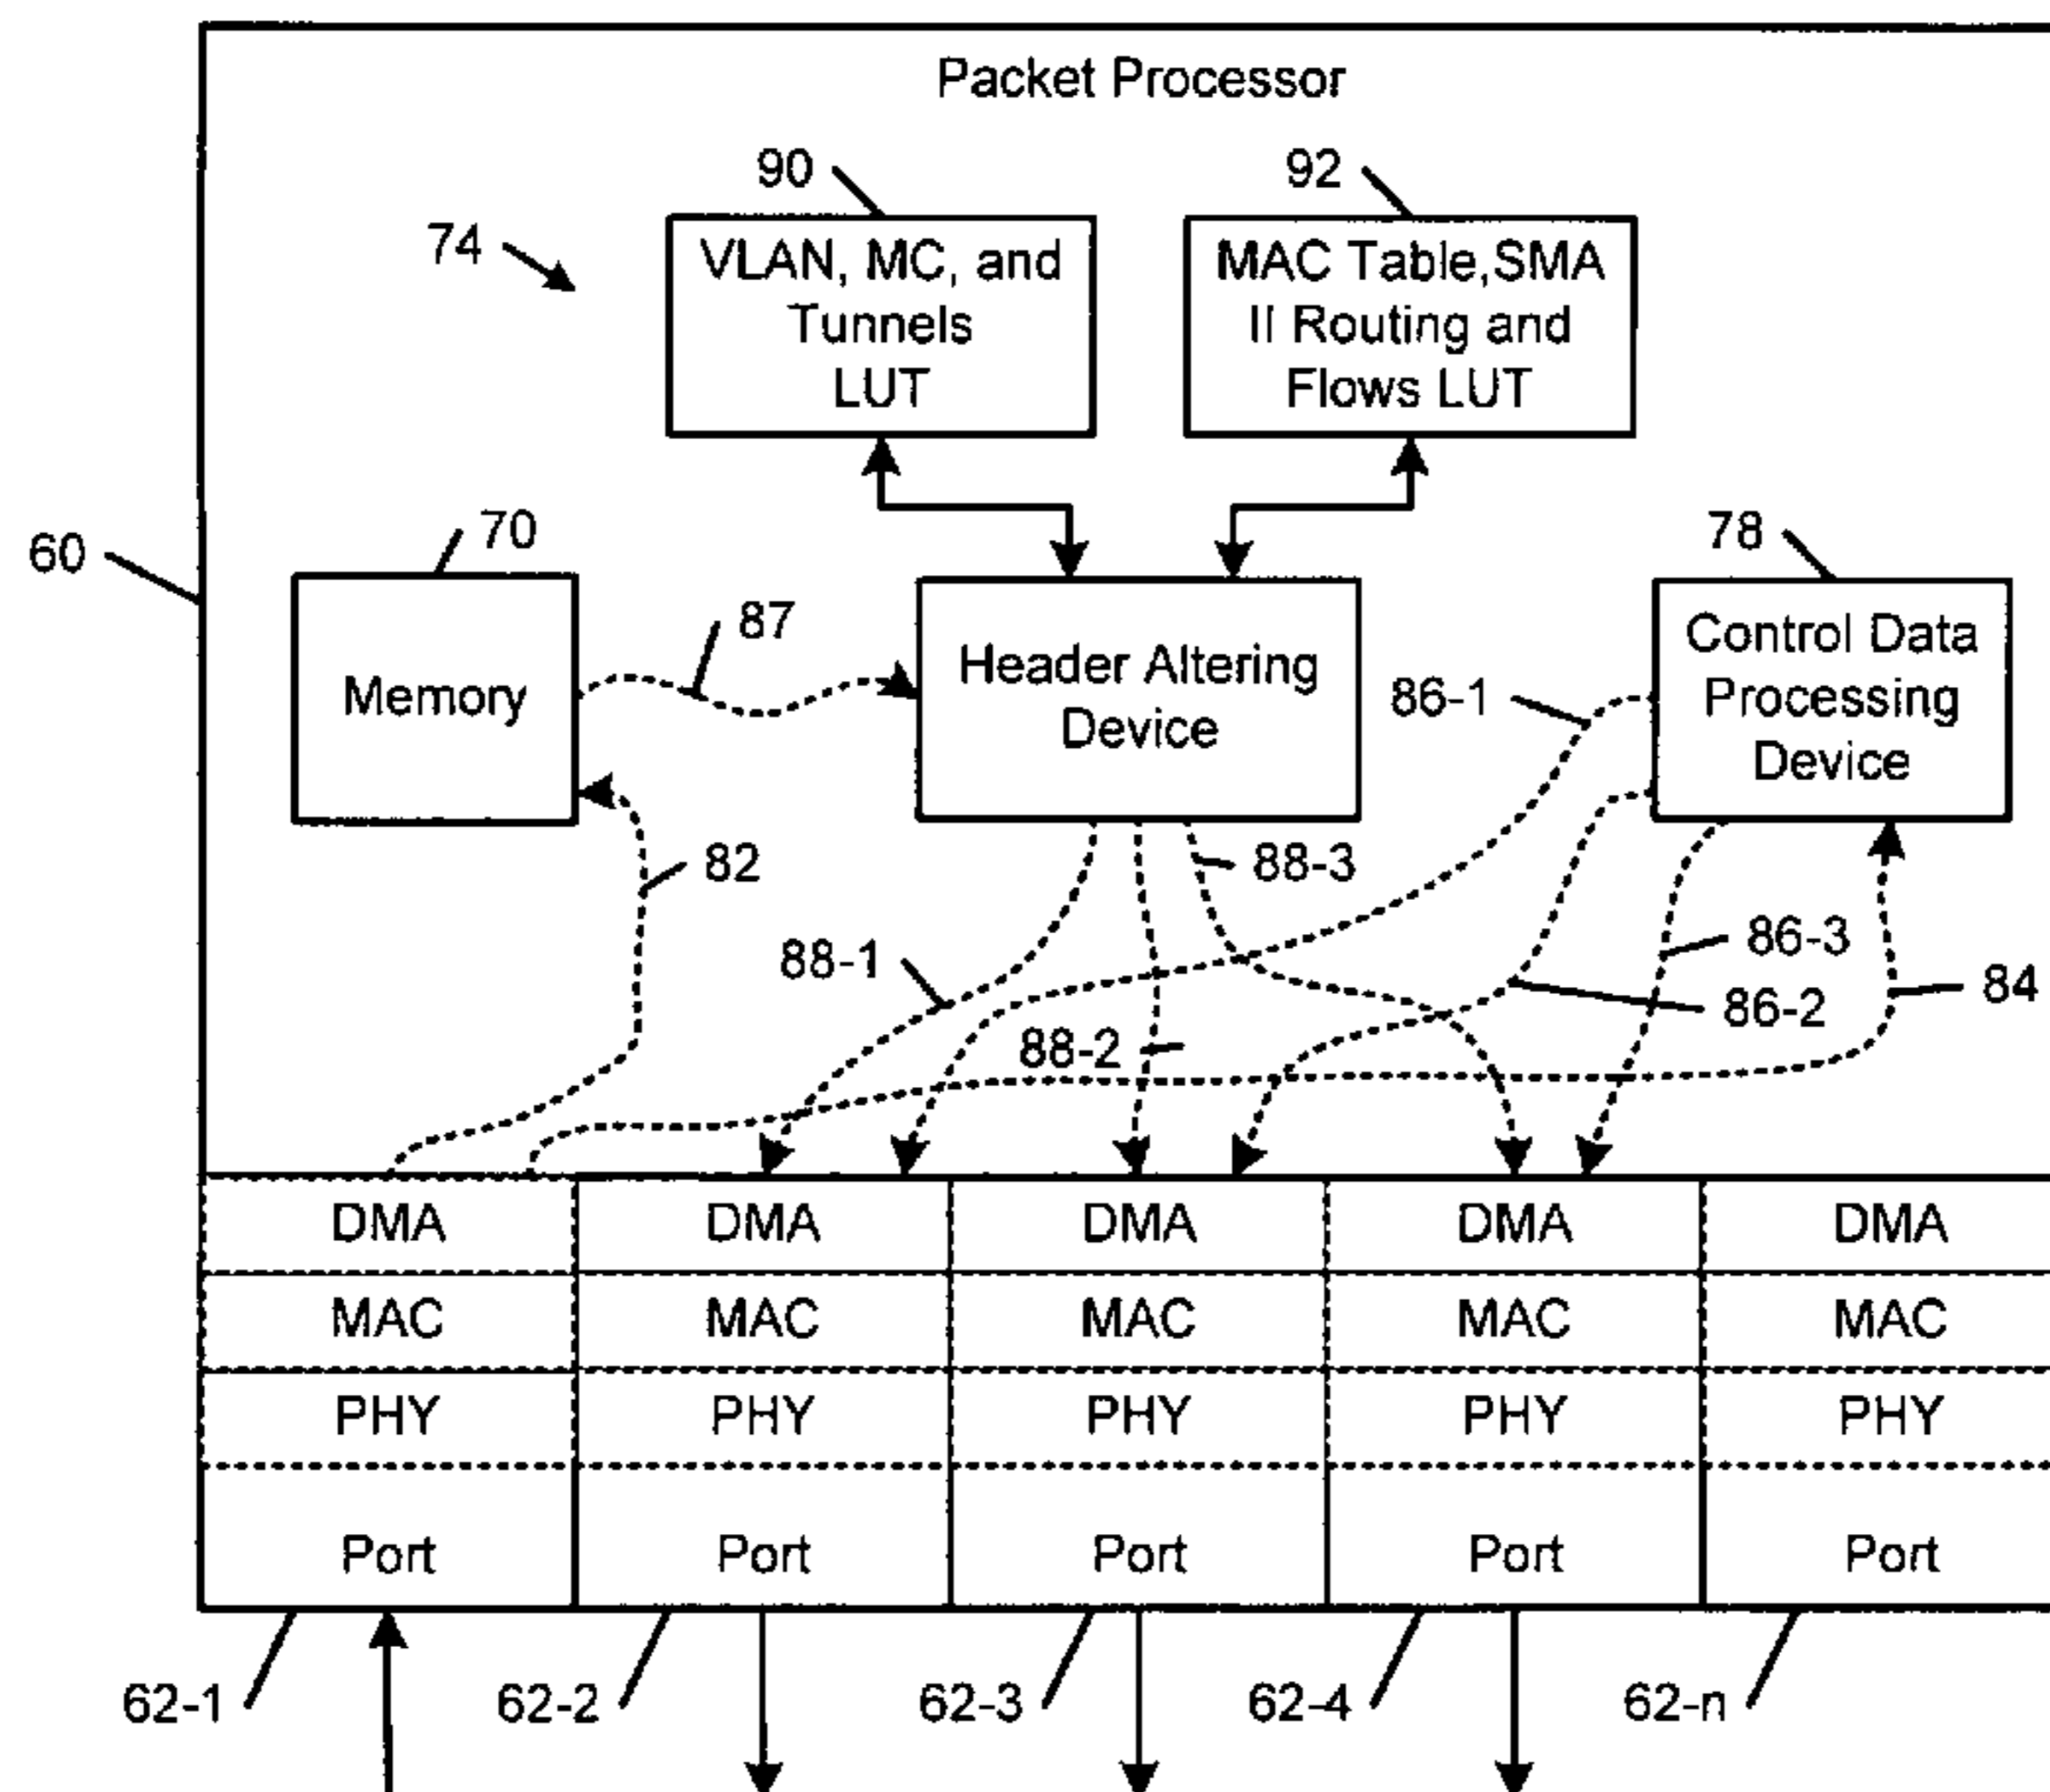 Packet Processor
90
92
74
VLAN, MC, and
Tunnels
LUT
MAC Table,SMA
II Routing and
Flows LUT
60
70
78
87
Memory
Header Altering
Device
Control Data
Processing
Device
86-1
82
88-3
88-1
86-3
84
86-2
88-2
DMA DMA DMA DMA DMA
MAC MAC MAC MAC MAC
PHY PHY PHY PHY PHY
Port Port Port Port Port
62-1 62-2 62-3 62-4 62-n